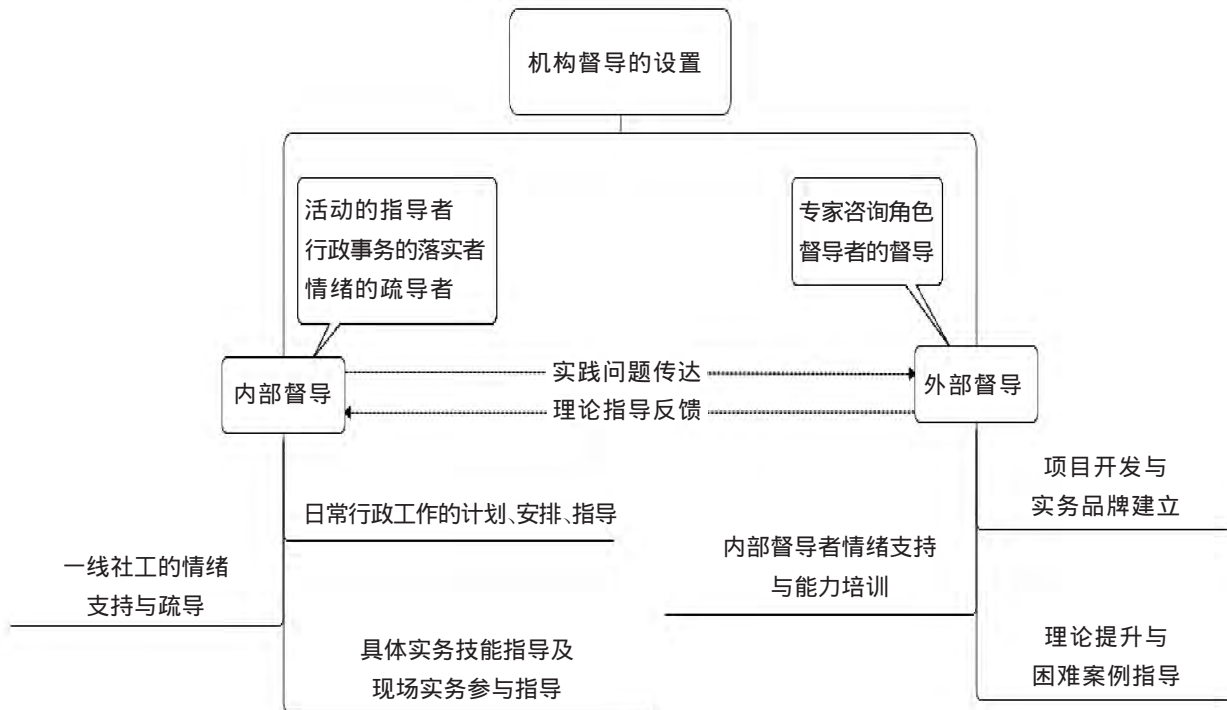 机构督导的设置
活动的指导者
行政事务的落实者
情绪的疏导者
专家咨询角色
督导者的督导
内部督导
实践问题传达
理论指导反馈
外部督导
日常行政工作的计划、安排、指导
一线社工的情绪
支持与疏导
具体实务技能指导及
现场实务参与指导
项目开发与
实务品牌建立
内部督导者情绪支持
与能力培训
理论提升与
困难案例指导